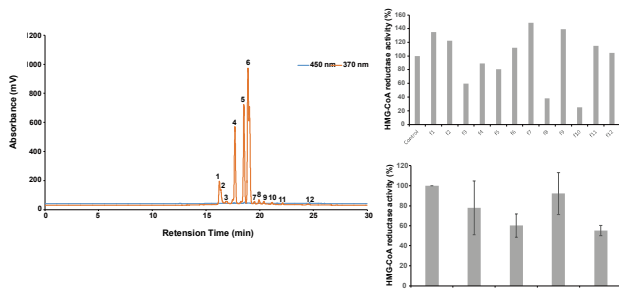 1200
1000
800
600
400
200
0
Absorbance (mV)
450 nm
370 nm
1
2
3
4
5
6
7
8
9
10
11
12
0
5
10
15
20
25
30
Retention Time (min)
HMG-CoA reductase activity (%)
160
140
120
100
80
60
40
20
0
Control
f1
f2
f3
f4
f5
f6
f7
f8
f9
f10
f11
f12
HMG-CoA reductase activity (%)
120
100
80
60
40
20
0